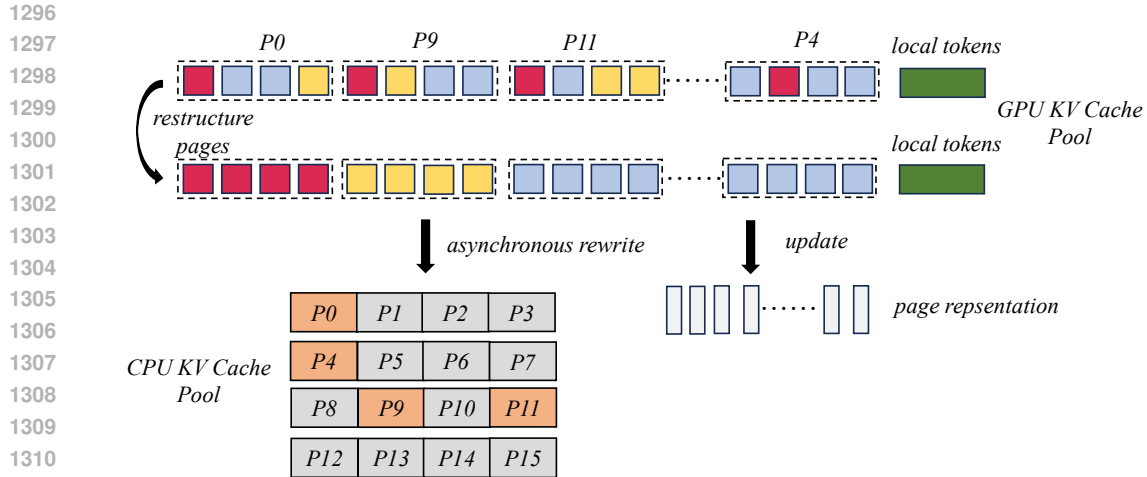 1296
1297
1298
1299
1300
1301
1302
1303
1304
1305
1306
1307
1308
1309
1310
P0 P9 P11 P4 local tokens
restructure
pages
GPU KV Cache
Pool
local tokens
asynchronous rewrite
update
P0 P1 P2 P3
page repsentation
P4 P5 P6 P7
CPU KV Cache
Pool
P8 P9 P10 P11
P12 P13 P14 P15